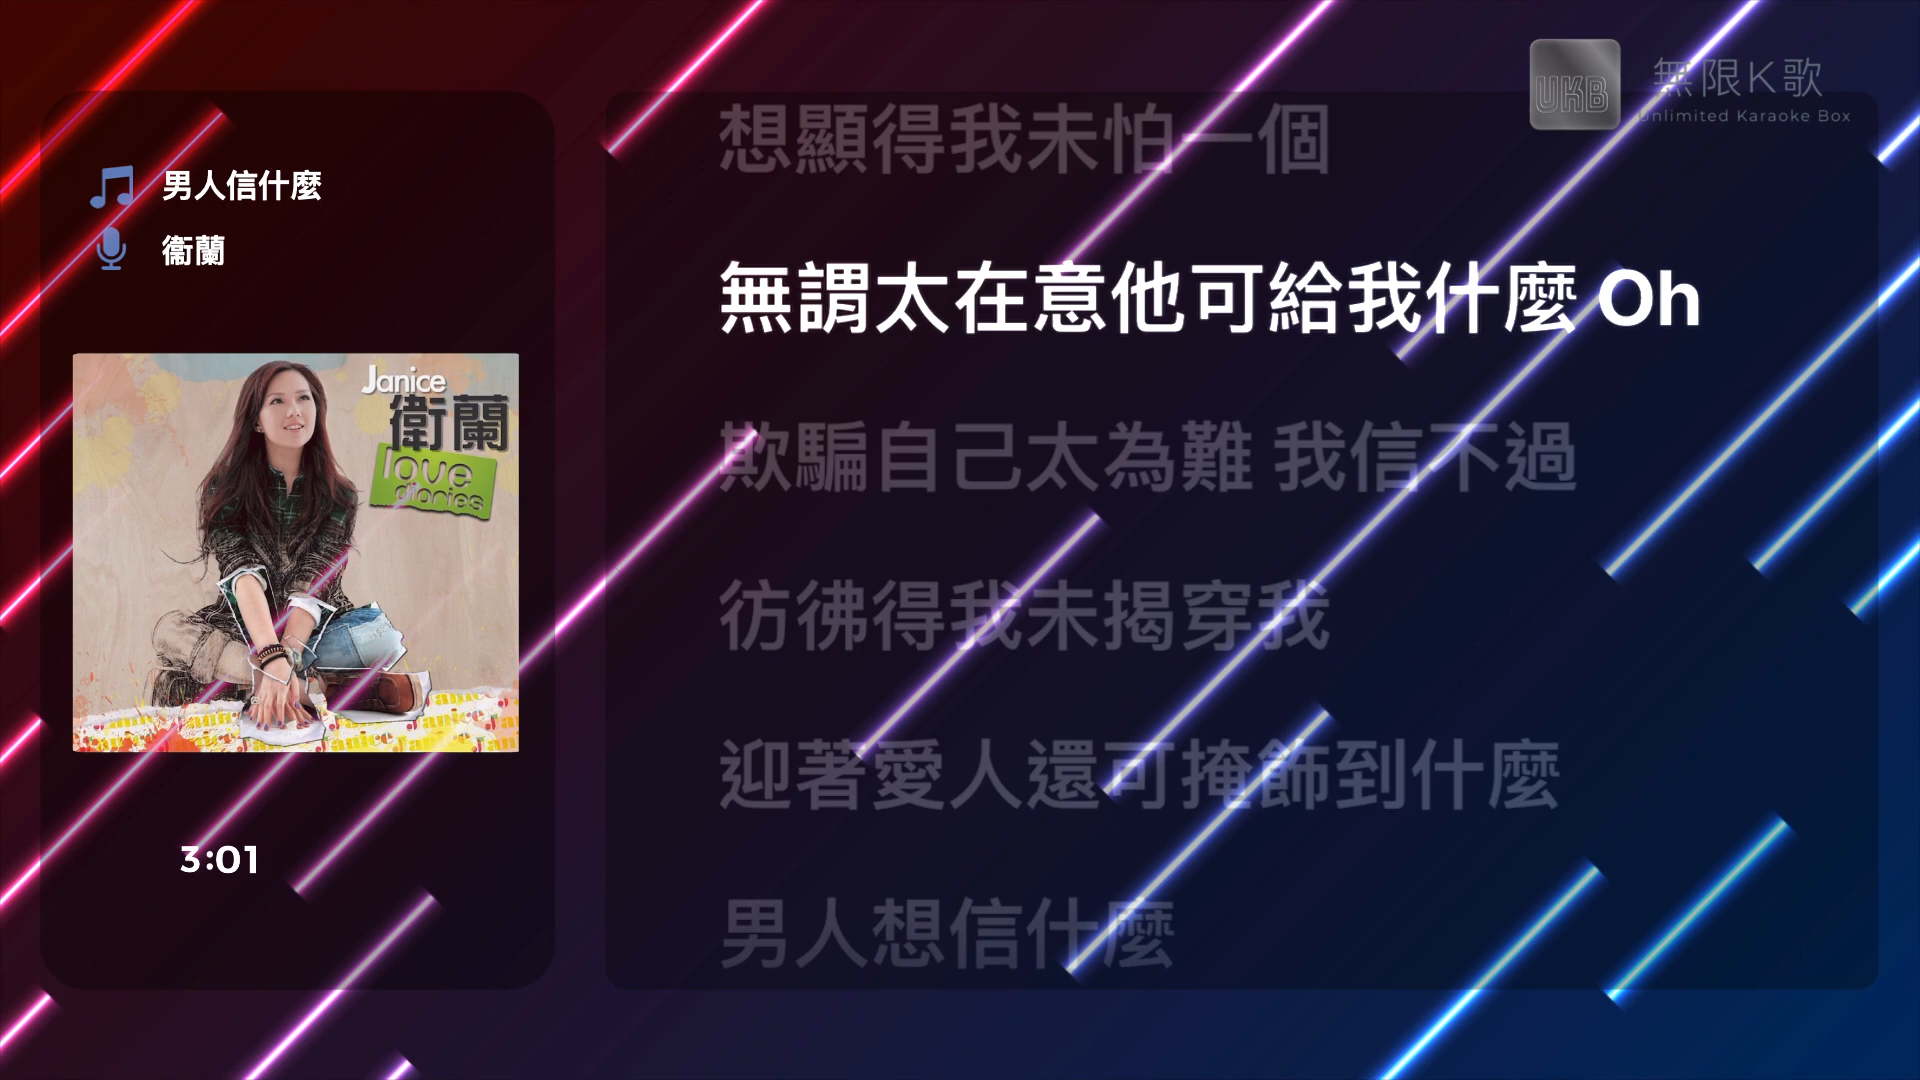 UKB
無限K歌
Unlimited Karaoke Box
男人信什麼
衞蘭
Janice
衛蘭
love
diaries
3:01
想顯得我未怕一個
無謂太在意他可給我什麼 Oh
欺騙自己太為難 我信不過
彷彿得我未揭穿我
迎著愛人還可掩飾到什麼
男人想信什麼